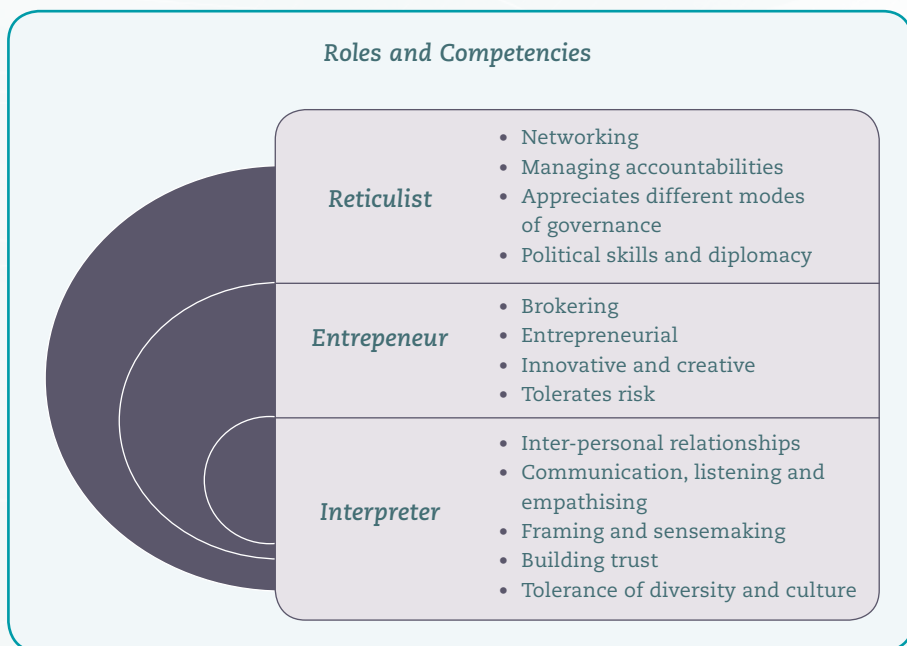 Roles and Competencies
Reticulist
• Networking
• Managing accountabilities
• Appreciates different modes
of governance
• Political skills and diplomacy
Entrepeneur
• Brokering
• Entrepreneurial
• Innovative and creative
• Tolerates risk
Interpreter
• Inter-personal relationships
• Communication, listening and
empathising
• Framing and sensemaking
• Building trust
• Tolerance of diversity and culture